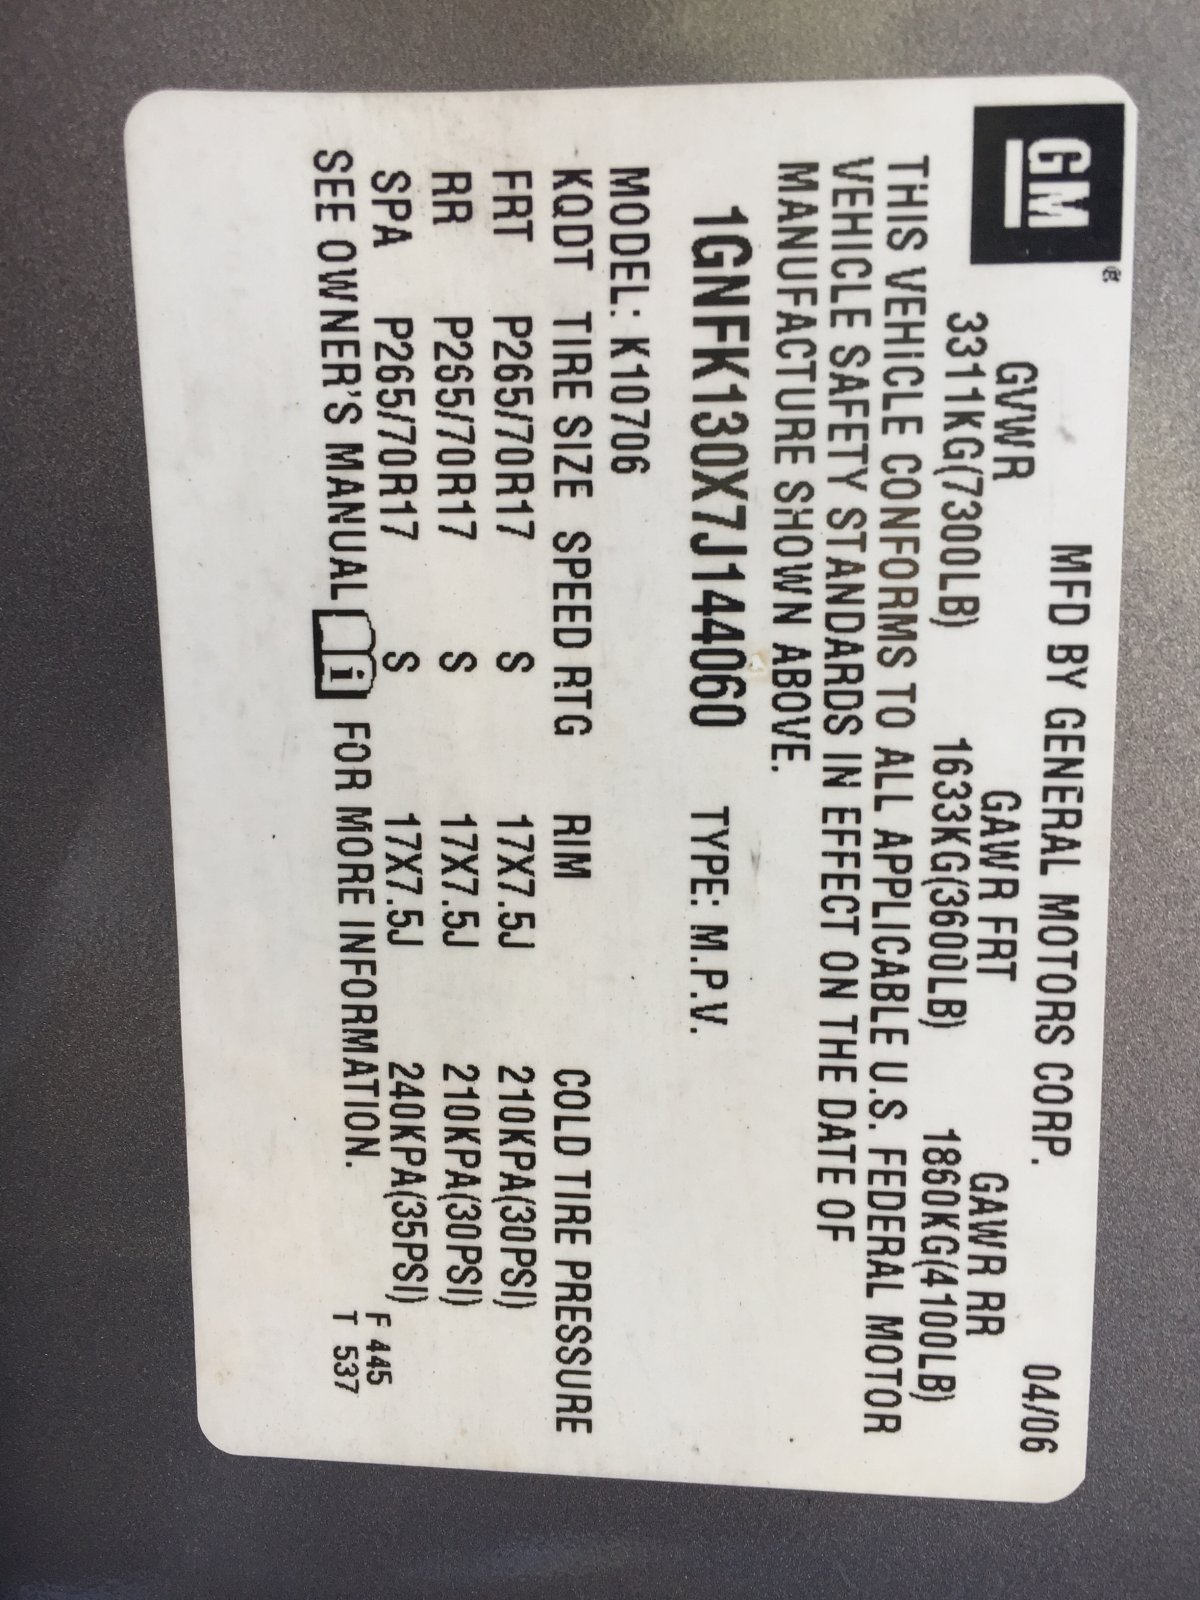 GM®
MFD BY GENERAL MOTORS CORP. 04/06
GVWR GAWR FRT GAWR RR
3311KG(7300LB) 1633KG(3600LB) 1860KG(4100LB)
THIS VEHICLE CONFORMS TO ALL APPLICABLE U.S. FEDERAL MOTOR
VEHICLE SAFETY STANDARDS IN EFFECT ON THE DATE OF
MANUFACTURE SHOWN ABOVE.
1GNFK130X7J144060 TYPE: M.P.V.
MODEL: K10706
KQDT TIRE SIZE SPEED RTG RIM COLD TIRE PRESSURE
FRT P265/70R17 S 17X7.5J 210KPA(30PSI)
RR P265/70R17 S 17X7.5J 210KPA(30PSI)
SPA P265/70R17 S 17X7.5J 240KPA(35PSI)
SEE OWNER'S MANUAL i FOR MORE INFORMATION.
F 445
T 537